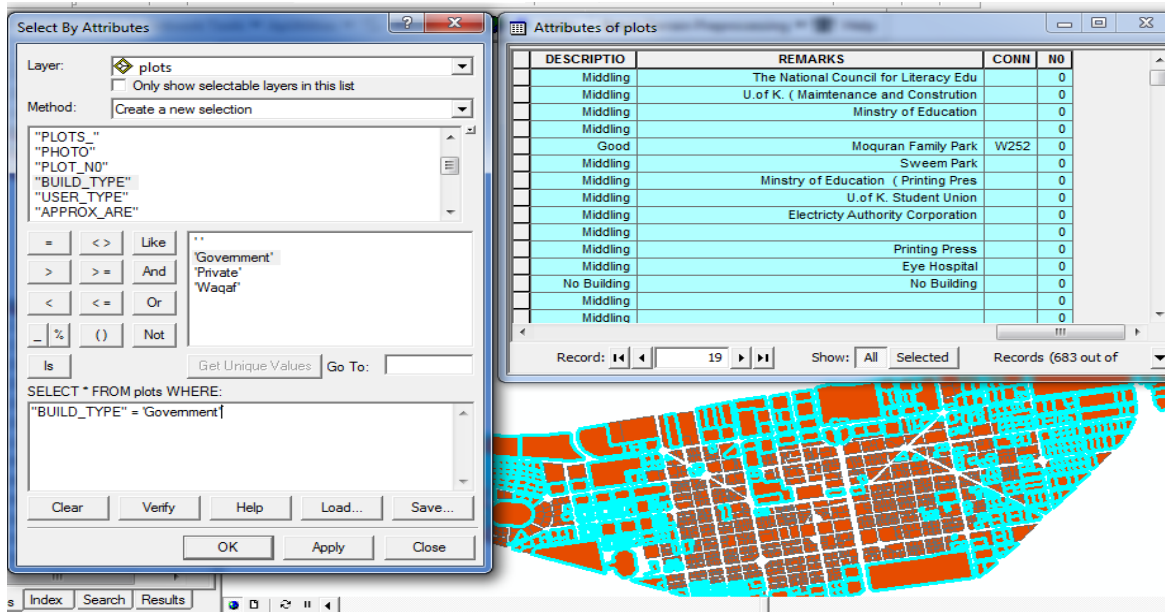 Select By Attributes
Layer:
plots
Only show selectable layers in this list
Method:
Create a new selection
"PLOTS_"
"PHOTO"
"PLOT_N0"
"BUILD_TYPE"
"USER_TYPE"
"APPROX_ARE"
= <> Like
> >= And
< <= Or
_ % () Not
Is
' '
'Government'
'Private'
'Waqaf'
Get Unique Values Go To:
SELECT * FROM plots WHERE:
"BUILD_TYPE" = 'Government'
Clear Verify Help Load... Save...
OK Apply Close
Index Search Results
Attributes of plots
DESCRIPTIO REMARKS CONN N0
Middling The National Council for Literacy Edu 0
Middling U.of K. ( Maimtenance and Constrution 0
Middling Minstry of Education 0
Middling 0
Good Moquran Family Park W252 0
Middling Sweem Park 0
Middling Minstry of Education ( Printing Pres 0
Middling U.of K. Student Union 0
Middling Electricty Authority Corporation 0
Middling 0
Middling Printing Press 0
Middling Eye Hospital 0
No Building No Building 0
Middling 0
Middling 0
Record: 19 Show: All Selected Records (683 out of